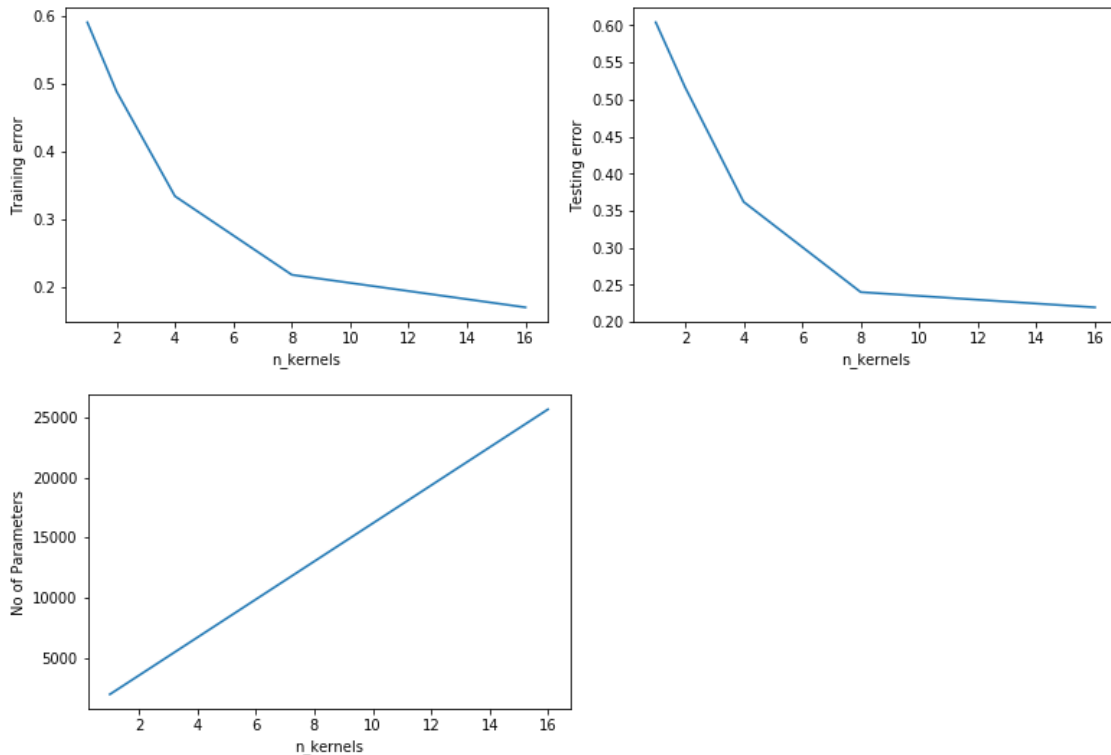 Training error
0.6
0.5
0.4
0.3
0.2
2 4 6 8 10 12 14 16
n_kernels
Testing error
0.60
0.55
0.50
0.45
0.40
0.35
0.30
0.25
0.20
2 4 6 8 10 12 14 16
n_kernels
No of Parameters
25000
20000
15000
10000
5000
2 4 6 8 10 12 14 16
n_kernels